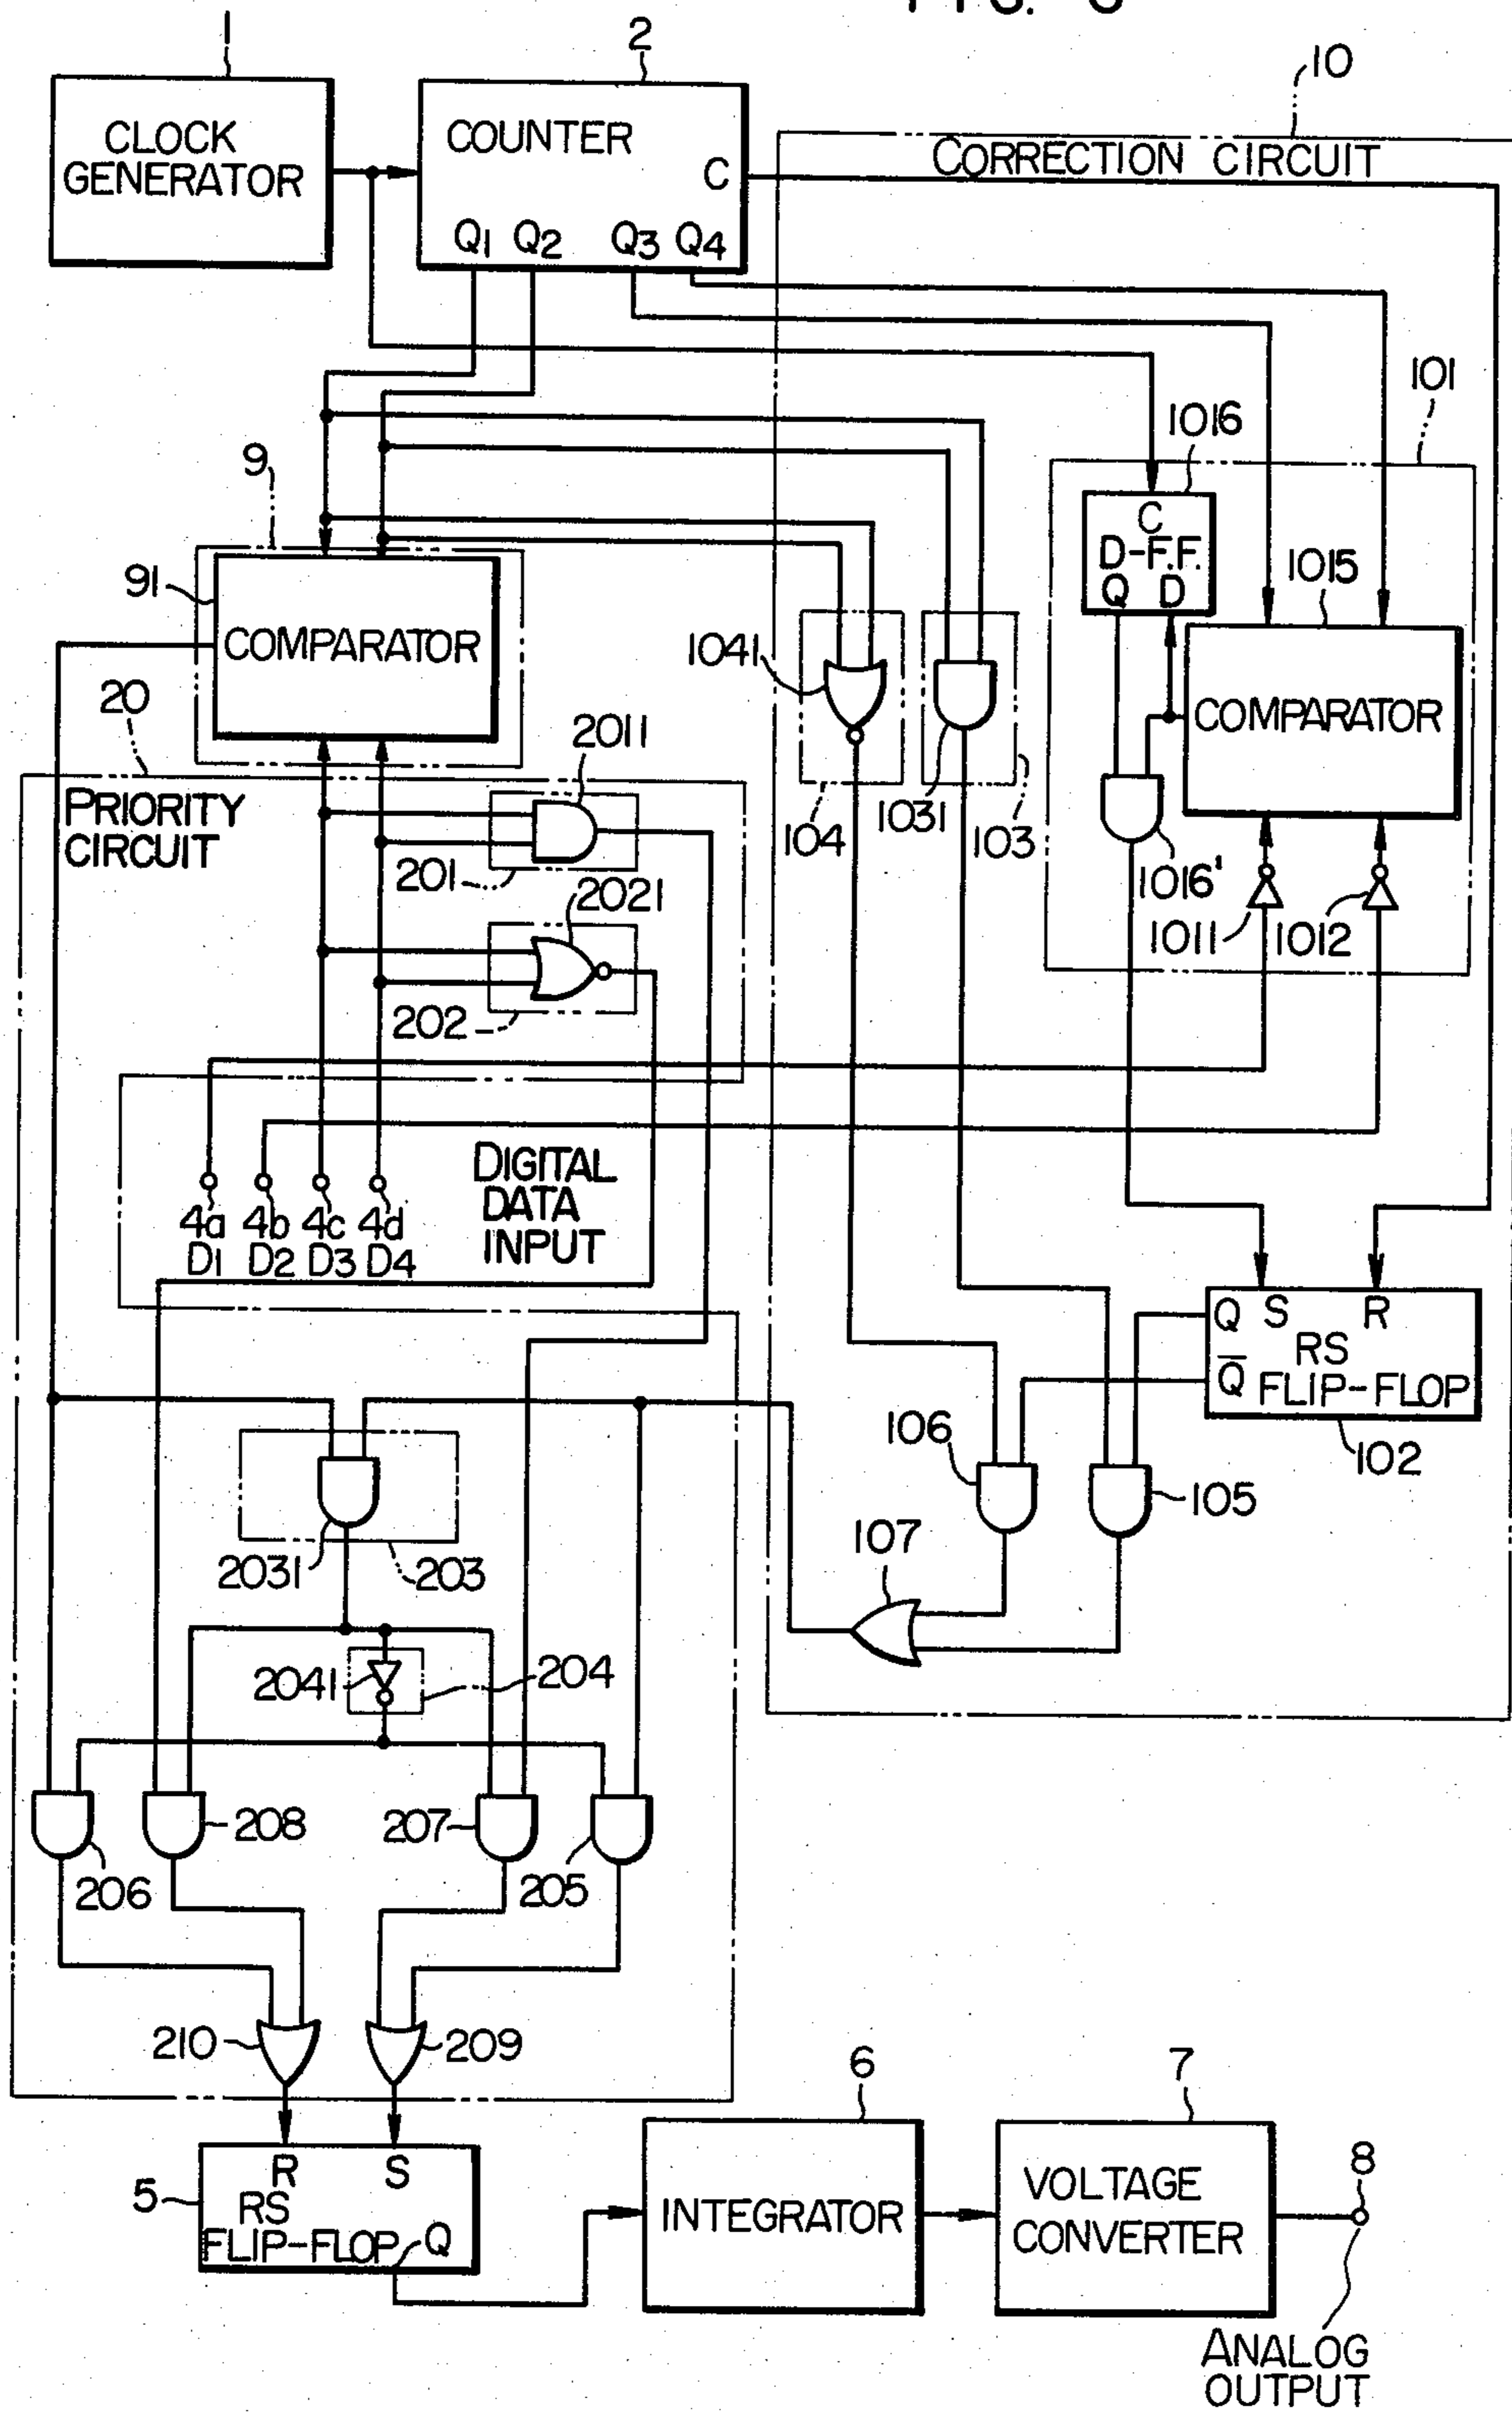 1
2
10
CLOCK
GENERATOR
COUNTER
C
Q1 Q2 Q3 Q4
CORRECTION CIRCUIT
101
1016
9
C
D-F.F.
Q D
1015
91
COMPARATOR
1041
20
2011
COMPARATOR
PRIORITY
CIRCUIT
104
1031
103
201
1016'
2021
1011
1012
202
DIGITAL
DATA
INPUT
4a 4b 4c 4d
D1 D2 D3 D4
Q S R
RS
Q̅ FLIP-FLOP
106
102
105
107
2031
203
2041
204
208
207
206
205
210
209
6
7
8
5
R S
RS
FLIP-FLOP Q
INTEGRATOR
VOLTAGE
CONVERTER
ANALOG
OUTPUT